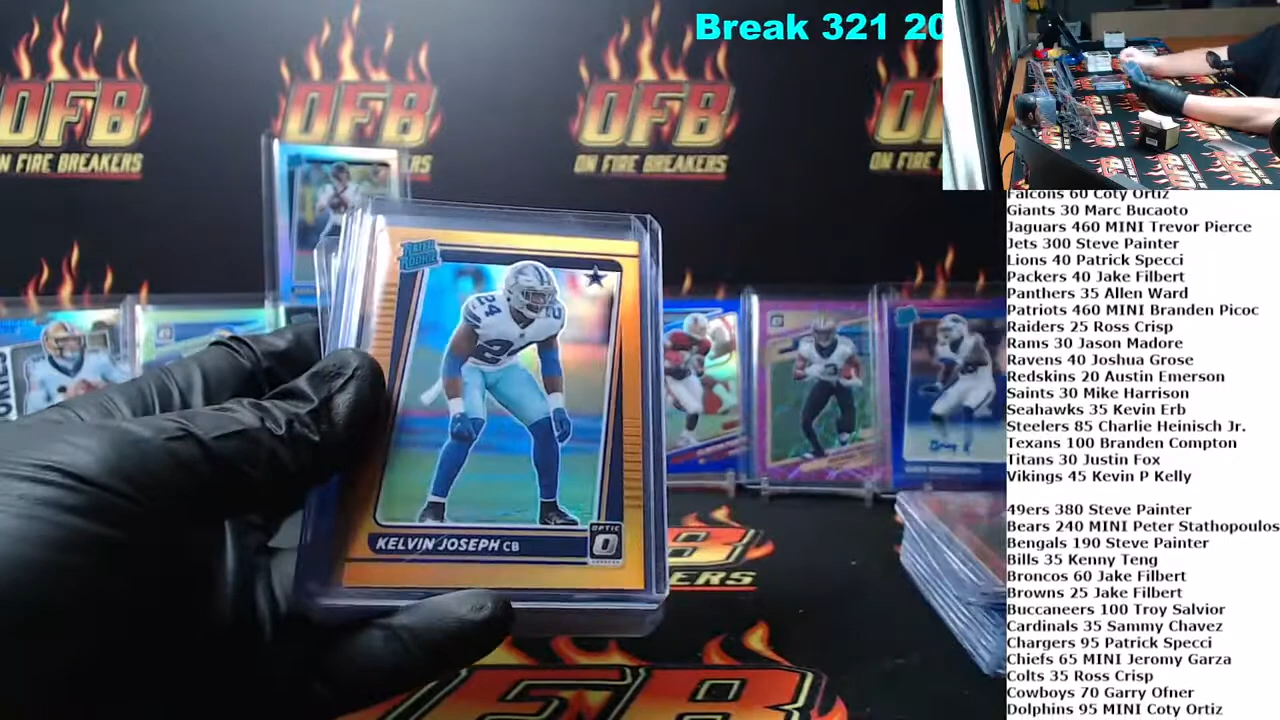 Break 321 20
OFB
ON FIRE BREAKERS
OFB
ON FIRE BREAKERS
OFB
ON FIRE BREAKERS
ON FIRE
RATED ROOKIE
24
KELVIN JOSEPH CB
OPTIC
Falcons 60 Coty Ortiz
Giants 30 Marc Bucaoto
Jaguars 460 MINI Trevor Pierce
Jets 300 Steve Painter
Lions 40 Patrick Specci
Packers 40 Jake Filbert
Panthers 35 Allen Ward
Patriots 460 MINI Branden Picoc
Raiders 25 Ross Crisp
Rams 30 Jason Madore
Ravens 40 Joshua Grose
Redskins 20 Austin Emerson
Saints 30 Mike Harrison
Seahawks 35 Kevin Erb
Steelers 85 Charlie Heinisch Jr.
Texans 100 Branden Compton
Titans 30 Justin Fox
Vikings 45 Kevin P Kelly
49ers 380 Steve Painter
Bears 240 MINI Peter Stathopoulos
Bengals 190 Steve Painter
Bills 35 Kenny Teng
Broncos 60 Jake Filbert
Browns 25 Jake Filbert
Buccaneers 100 Troy Salvior
Cardinals 35 Sammy Chavez
Chargers 95 Patrick Specci
Chiefs 65 MINI Jeromy Garza
Colts 35 Ross Crisp
Cowboys 70 Garry Ofner
Dolphins 95 MINI Coty Ortiz